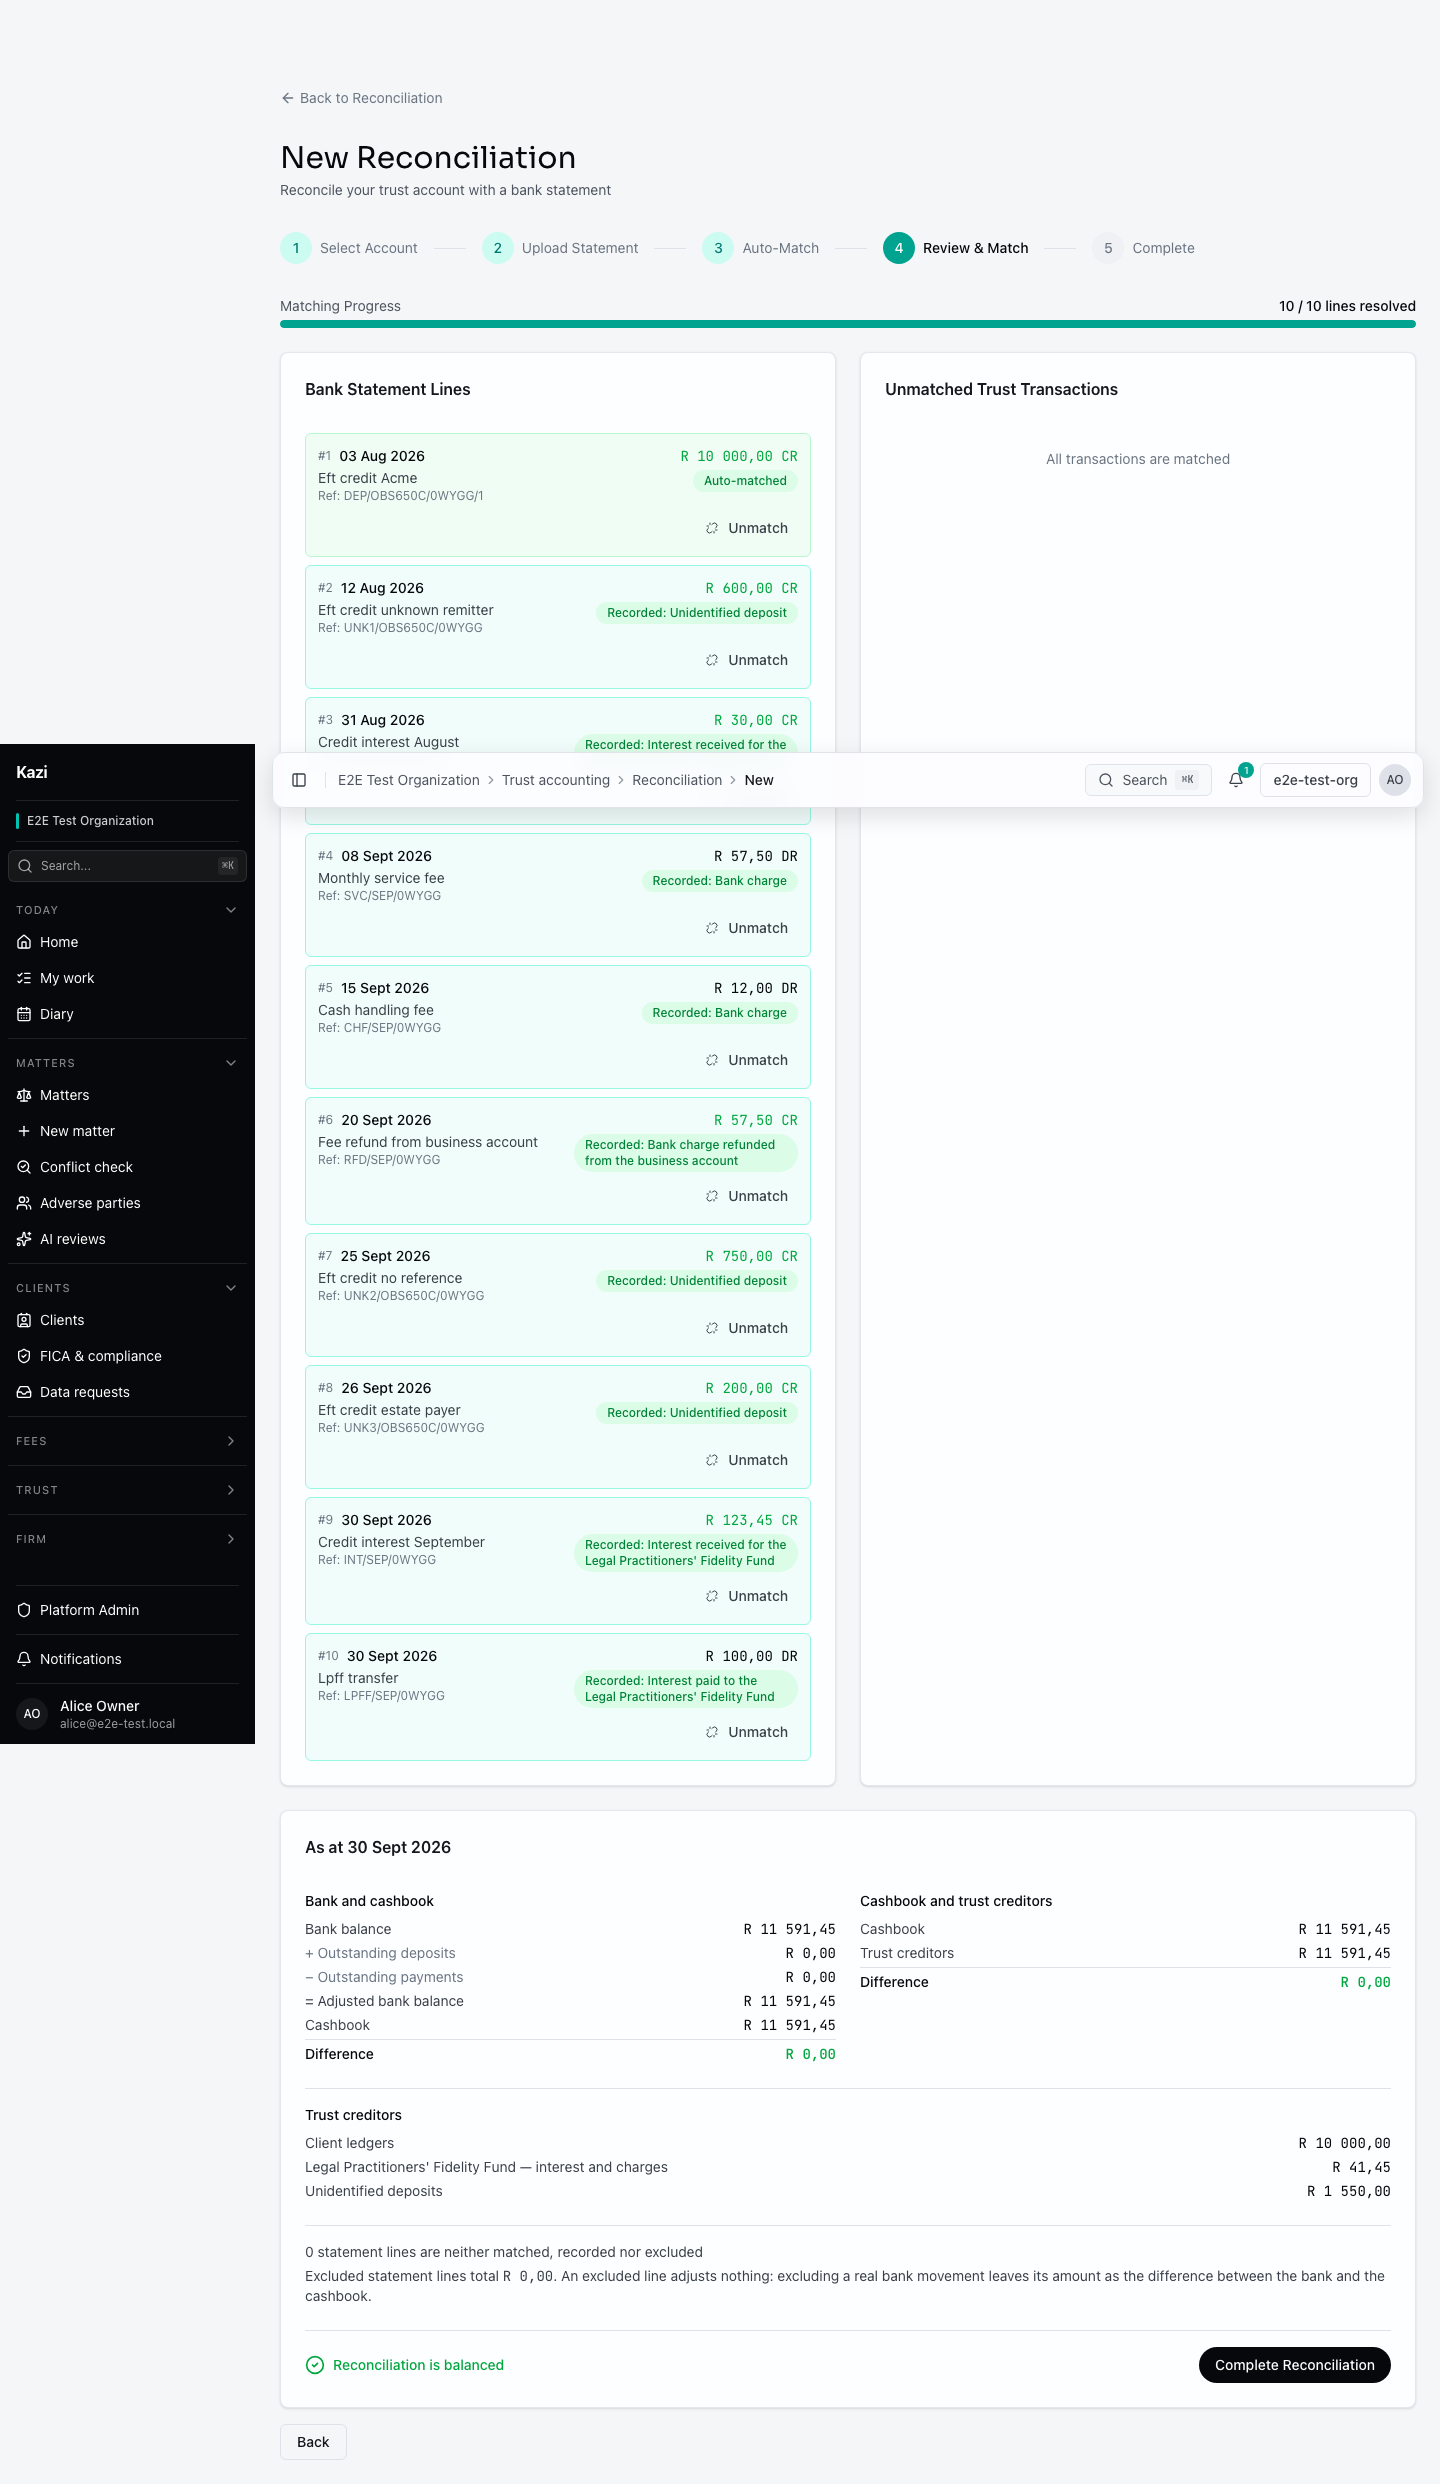 Back to Reconciliation
New Reconciliation
Reconcile your trust account with a bank statement
1 Select Account
2 Upload Statement
3 Auto-Match
4 Review & Match
5 Complete
Matching Progress
10 / 10 lines resolved
Bank Statement Lines
#1 03 Aug 2026 R 10 000,00 CR
Eft credit Acme Auto-matched
Ref: DEP/OBS650C/0WYGG/1
Unmatch
#2 12 Aug 2026 R 600,00 CR
Eft credit unknown remitter Recorded: Unidentified deposit
Ref: UNK1/OBS650C/0WYGG
Unmatch
#3 31 Aug 2026 R 30,00 CR
Credit interest August Recorded: Interest received for the
#4 08 Sept 2026 R 57,50 DR
Monthly service fee Recorded: Bank charge
Ref: SVC/SEP/0WYGG
Unmatch
#5 15 Sept 2026 R 12,00 DR
Cash handling fee Recorded: Bank charge
Ref: CHF/SEP/0WYGG
Unmatch
#6 20 Sept 2026 R 57,50 CR
Fee refund from business account Recorded: Bank charge refunded
Ref: RFD/SEP/0WYGG from the business account
Unmatch
#7 25 Sept 2026 R 750,00 CR
Eft credit no reference Recorded: Unidentified deposit
Ref: UNK2/OBS650C/0WYGG
Unmatch
#8 26 Sept 2026 R 200,00 CR
Eft credit estate payer Recorded: Unidentified deposit
Ref: UNK3/OBS650C/0WYGG
Unmatch
#9 30 Sept 2026 R 123,45 CR
Credit interest September Recorded: Interest received for the
Ref: INT/SEP/0WYGG Legal Practitioners' Fidelity Fund
Unmatch
#10 30 Sept 2026 R 100,00 DR
Lpff transfer Recorded: Interest paid to the
Ref: LPFF/SEP/0WYGG Legal Practitioners' Fidelity Fund
Unmatch
Unmatched Trust Transactions
All transactions are matched
E2E Test Organization > Trust accounting > Reconciliation > New
Search ⌘K
1
e2e-test-org
AO
Kazi
E2E Test Organization
Search... ⌘K
TODAY
Home
My work
Diary
MATTERS
Matters
New matter
Conflict check
Adverse parties
AI reviews
CLIENTS
Clients
FICA & compliance
Data requests
FEES
TRUST
FIRM
Platform Admin
Notifications
AO
Alice Owner
alice@e2e-test.local
As at 30 Sept 2026
Bank and cashbook
Bank balance R 11 591,45
+ Outstanding deposits R 0,00
− Outstanding payments R 0,00
= Adjusted bank balance R 11 591,45
Cashbook R 11 591,45
Difference R 0,00
Cashbook and trust creditors
Cashbook R 11 591,45
Trust creditors R 11 591,45
Difference R 0,00
Trust creditors
Client ledgers R 10 000,00
Legal Practitioners' Fidelity Fund — interest and charges R 41,45
Unidentified deposits R 1 550,00
0 statement lines are neither matched, recorded nor excluded
Excluded statement lines total R 0,00. An excluded line adjusts nothing: excluding a real bank movement leaves its amount as the difference between the bank and the
cashbook.
Reconciliation is balanced
Complete Reconciliation
Back